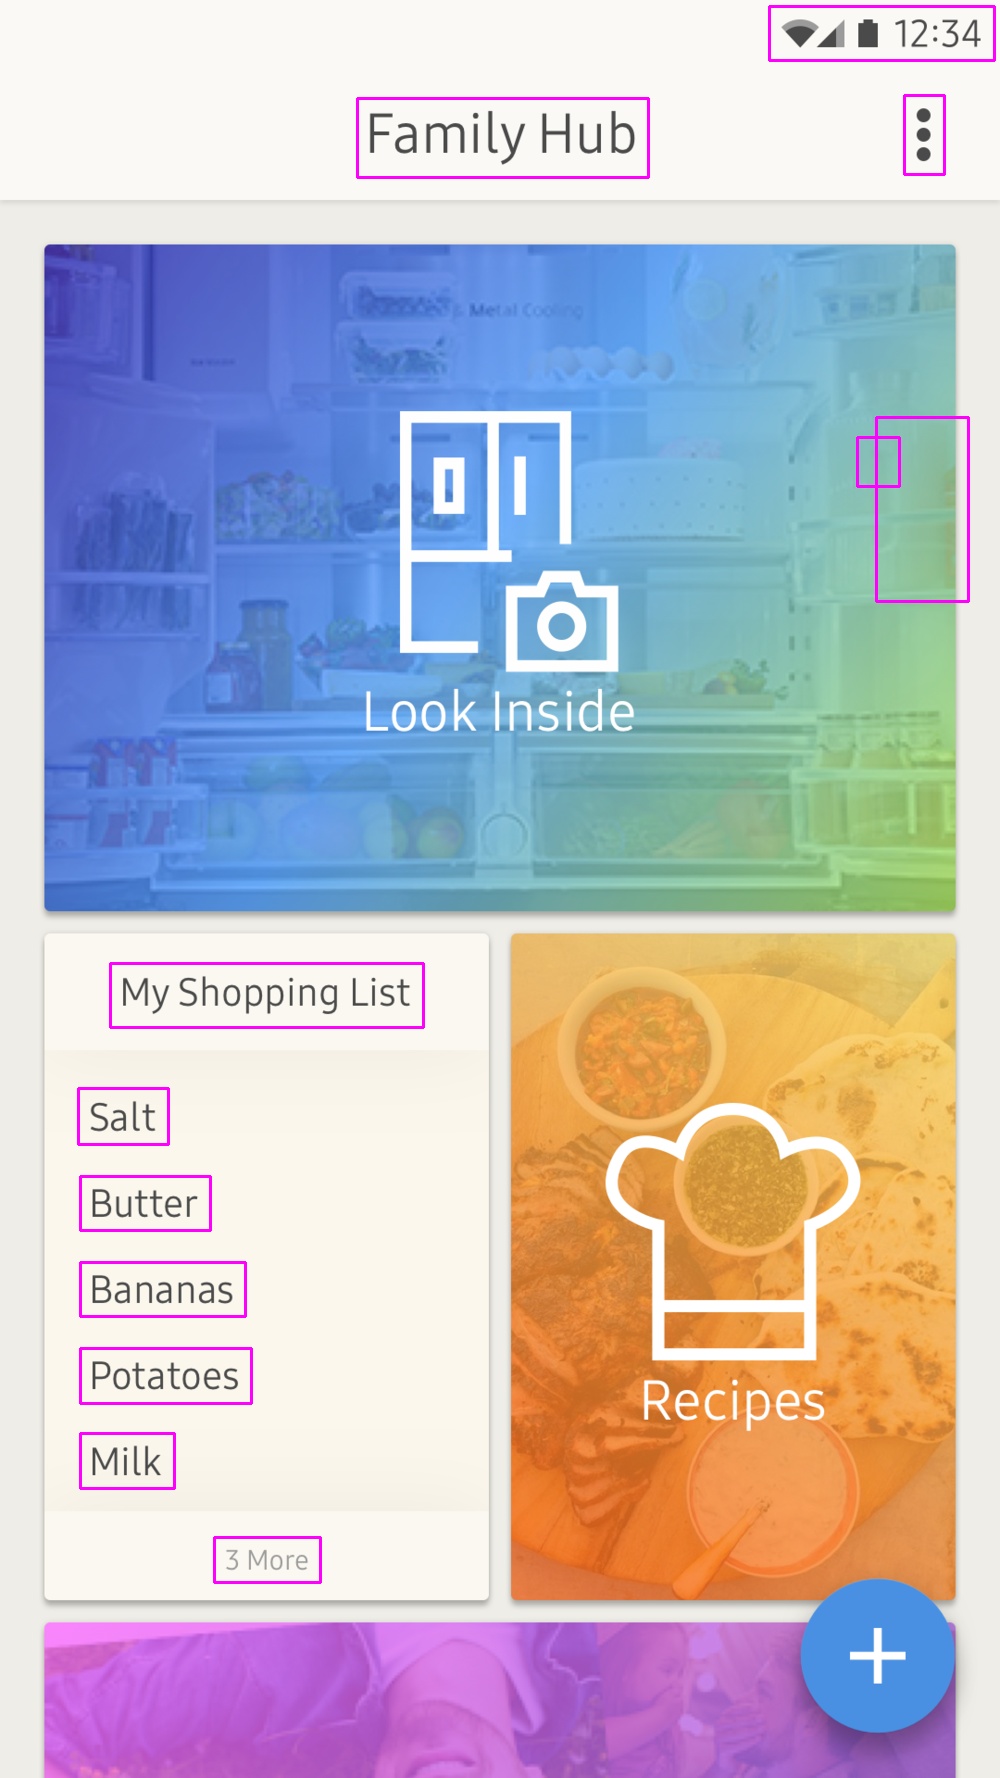 12:34
Family Hub
& Metal Cooling
Look Inside
My Shopping List
Salt
Butter
Bananas
Potatoes
Milk
3 More
Recipes